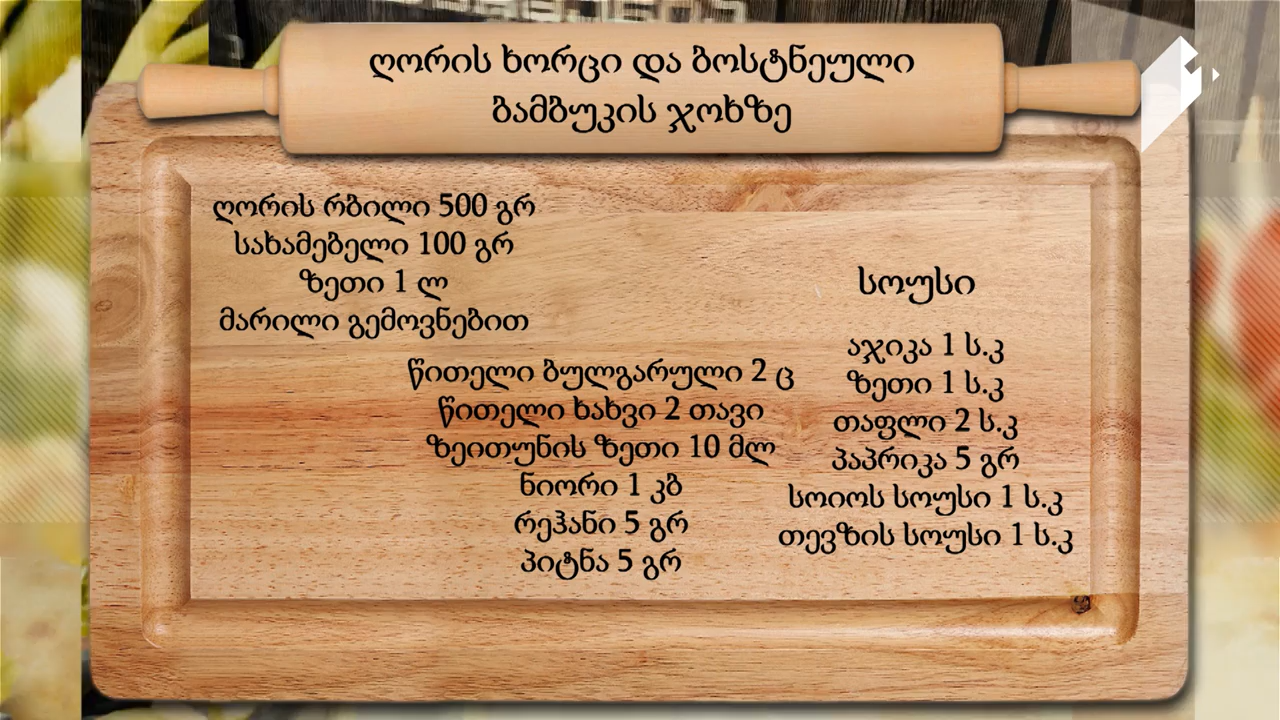 ღორის ხორცი და ბოსტნეული
ბამბუკის ჯოხზე
ღორის რბილი 500 გრ
სახამებელი 100 გრ
ზეთი 1 ლ
მარილი გემოვნებით
წითელი ბულგარული 2 ც
წითელი ხახვი 2 თავი
ზეითუნის ზეთი 10 მლ
ნიორი 1 კბ
რეჰანი 5 გრ
პიტნა 5 გრ
სოუსი
აჯიკა 1 ს.კ
ზეთი 1 ს.კ
თაფლი 2 ს.კ
პაპრიკა 5 გრ
სოიოს სოუსი 1 ს.კ
თევზის სოუსი 1 ს.კ